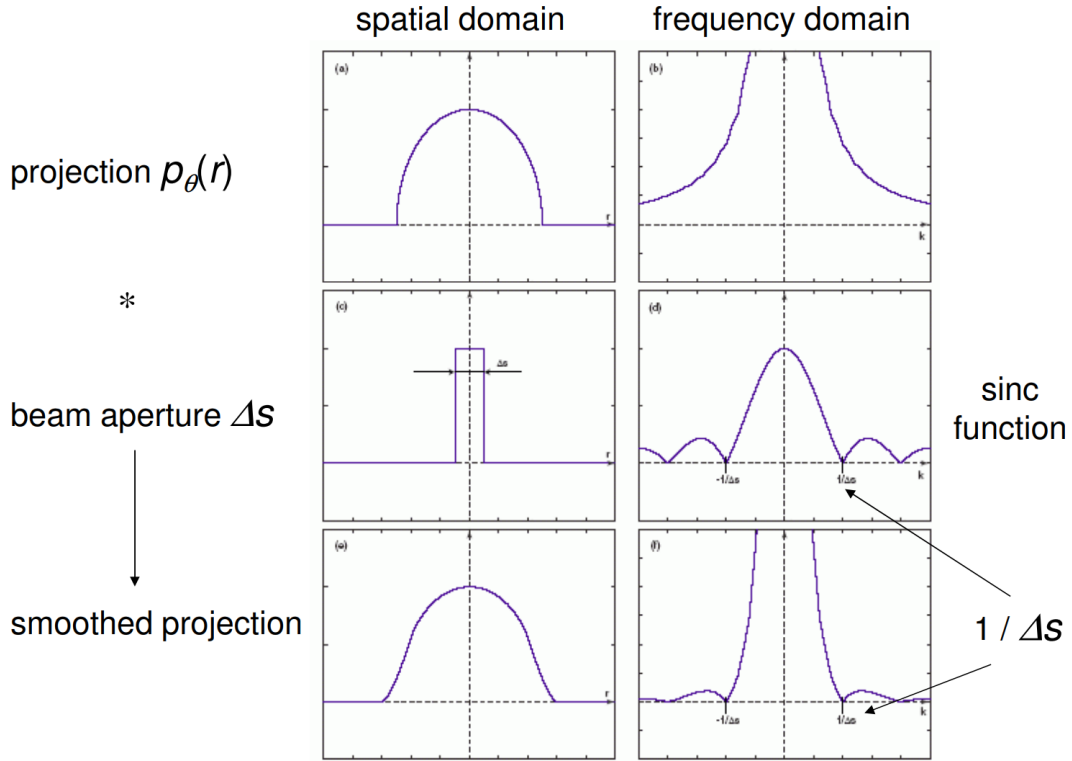 spatial domain
frequency domain
(a)
r
(b)
k
projection pθ(r)
*
(c)
Δs
r
(d)
-1/Δs
1/Δs
k
beam aperture Δs
sinc
function
(e)
r
(f)
-1/Δs
1/Δs
k
smoothed projection
1 / Δs